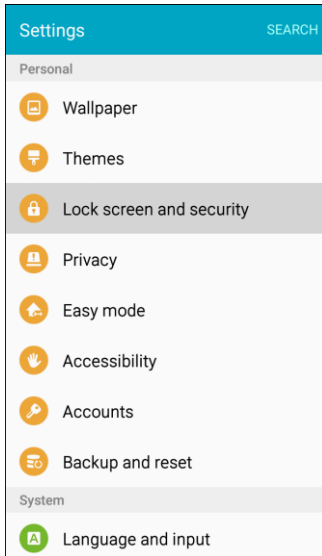 Settings
SEARCH
Personal
Wallpaper
Themes
Lock screen and security
Privacy
Easy mode
Accessibility
Accounts
Backup and reset
System
A
Language and input